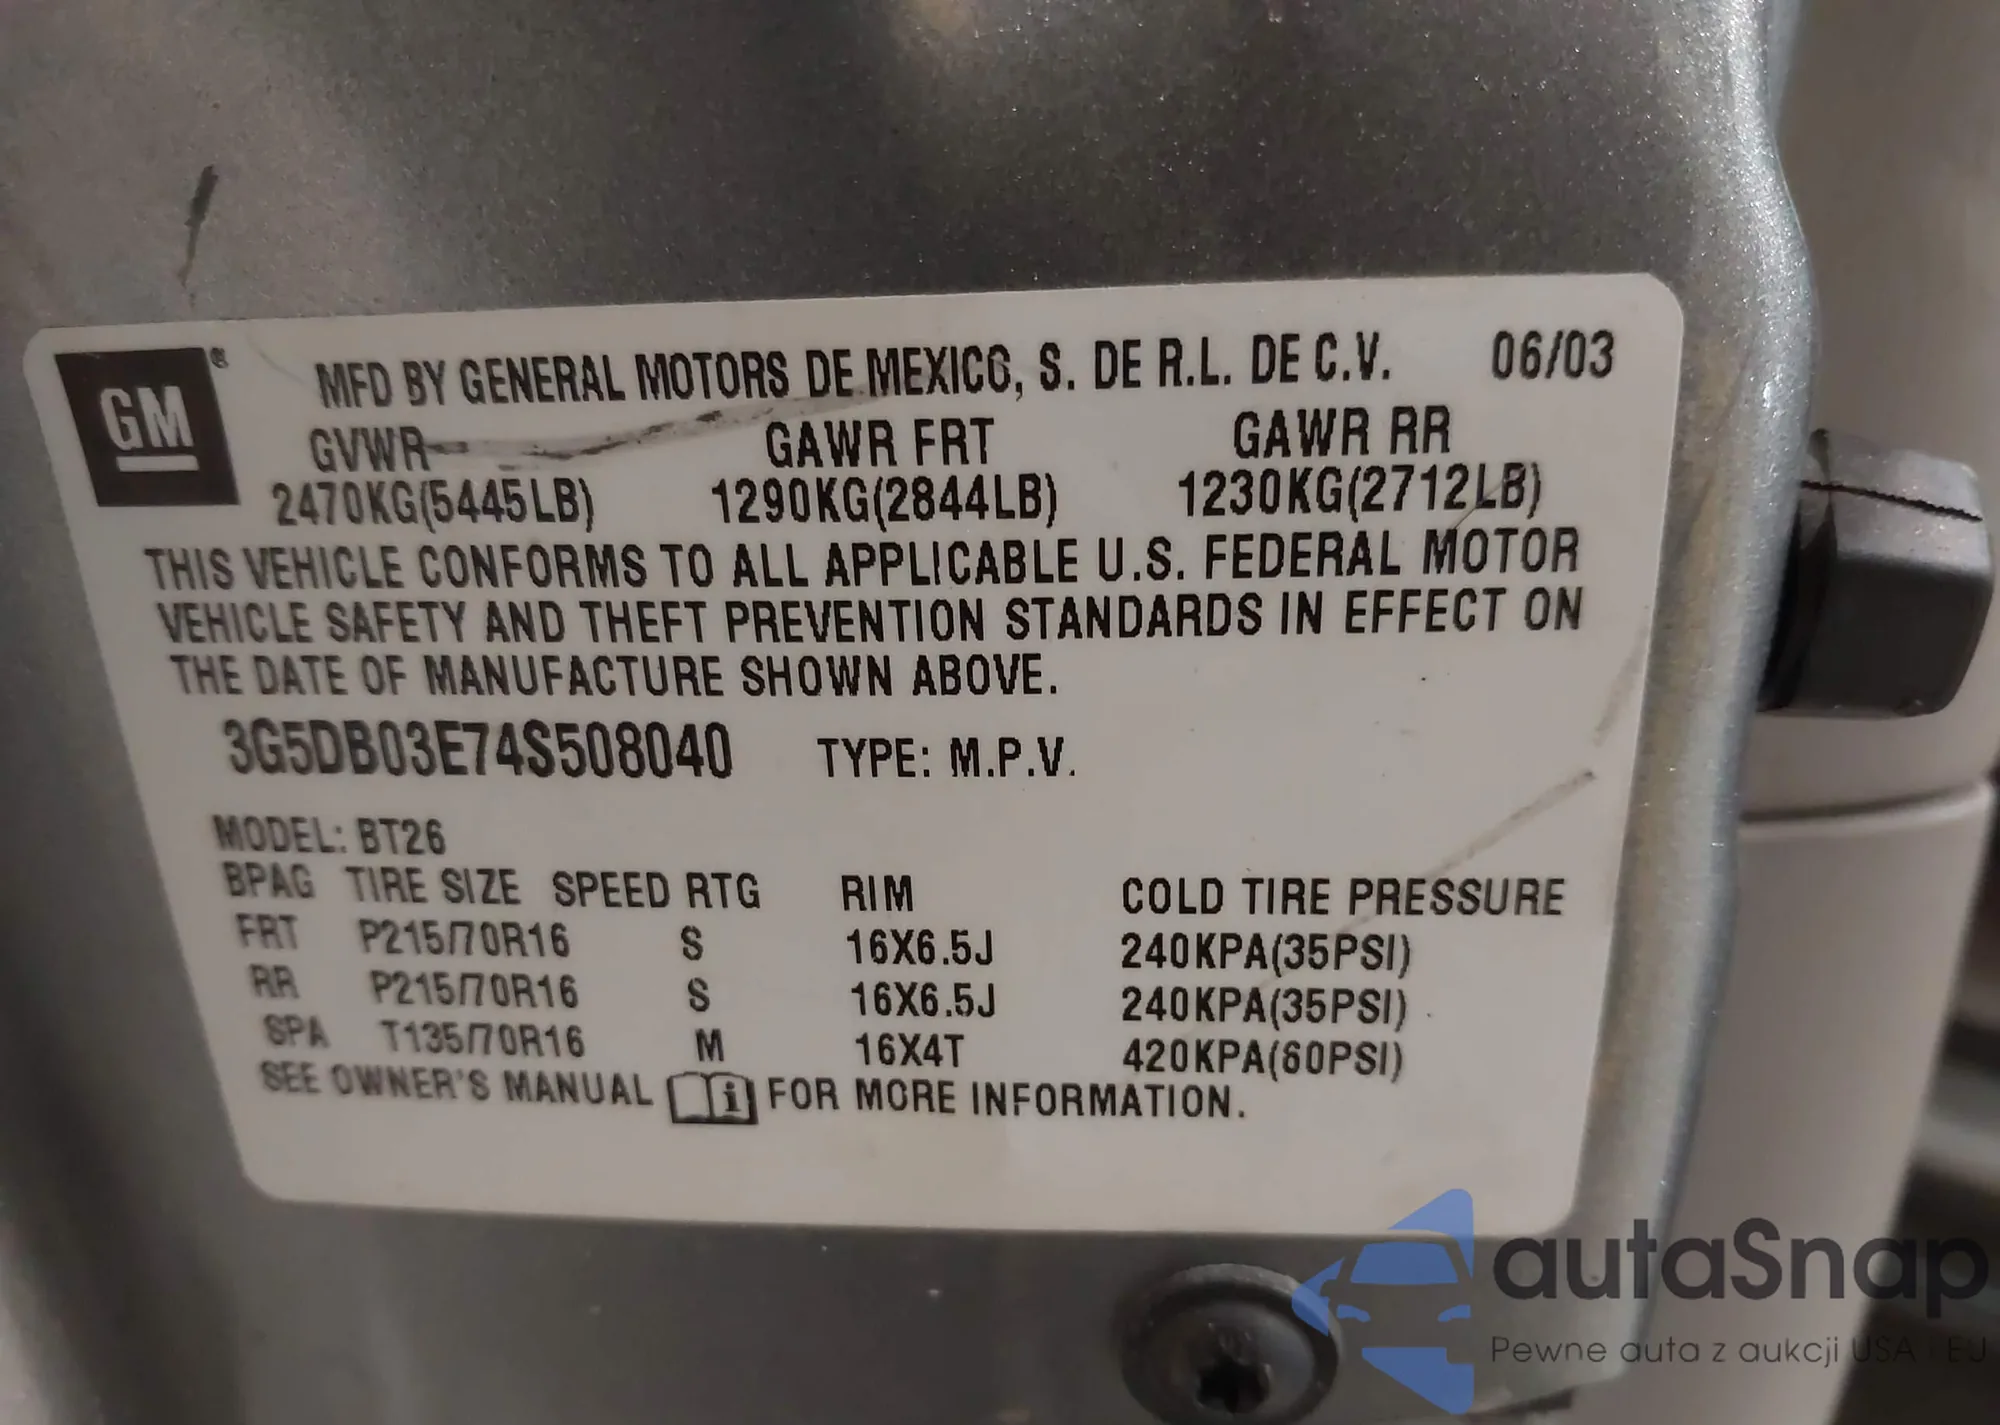 GM ® MFD BY GENERAL MOTORS DE MEXICO, S. DE R.L. DE C.V. 06/03
GVWR GAWR FRT GAWR RR
2470KG(5445LB) 1290KG(2844LB) 1230KG(2712LB)
THIS VEHICLE CONFORMS TO ALL APPLICABLE U.S. FEDERAL MOTOR
VEHICLE SAFETY AND THEFT PREVENTION STANDARDS IN EFFECT ON
THE DATE OF MANUFACTURE SHOWN ABOVE.
3G5DB03E74S508040 TYPE: M.P.V.
MODEL: BT26
BPAG TIRE SIZE SPEED RTG RIM COLD TIRE PRESSURE
FRT P215/70R16 S 16X6.5J 240KPA(35PSI)
RR P215/70R16 S 16X6.5J 240KPA(35PSI)
SPA T135/70R16 M 16X4T 420KPA(60PSI)
SEE OWNER'S MANUAL i FOR MORE INFORMATION.
autaSnap
Pewne auta z aukcji USA i EU